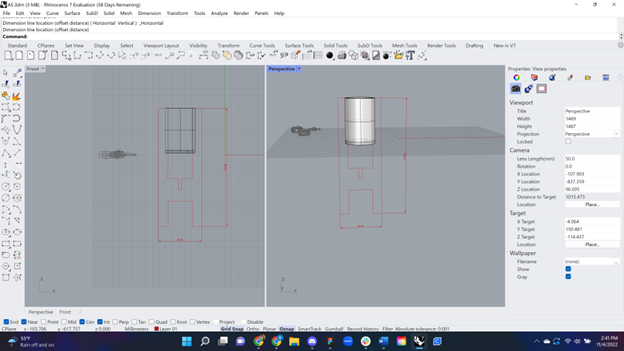 A5.3dm (3 MB) - Rhinoceros 7 Evaluation (58 Days Remaining)
File Edit View Curve Surface SubD Solid Mesh Dimension Transform Tools Analyze Render Panels Help
Dimension line location (offset distance) ( Horizontal Vertical ): _Horizontal
Dimension line location (offset distance)
Command:
Standard CPlanes Set View Display Select Viewport Layout Visibility Transform Curve Tools Surface Tools Solid Tools SubD Tools Mesh Tools Render Tools Drafting New in V7
Front
Perspective
Properties: View properties
Viewport
Title Perspective
Width 1469
Height 1487
Projection Perspective
Locked
Camera
Lens Length(mm) 50.0
Rotation 0.0
X Location -107.903
Y Location -837.359
Z Location 96.695
Distance to Target 1015.473
Location Place...
Target
X Target -4.064
Y Target 150.481
Z Target -114.437
Location Place...
Wallpaper
Filename (none)
Show
Gray
Perspective Front
End Near Point Mid Cen Int Perp Tan Quad Knot Vertex Project Disable
CPlane x -103.706 y -617.757 z 0.000 Millimeters Layer 01 Grid Snap Ortho Planar Osnap SmartTrack Gumball Record History Filter Absolute tolerance: 0.001
55°F
Rain off and on
2:41 PM
11/4/2022